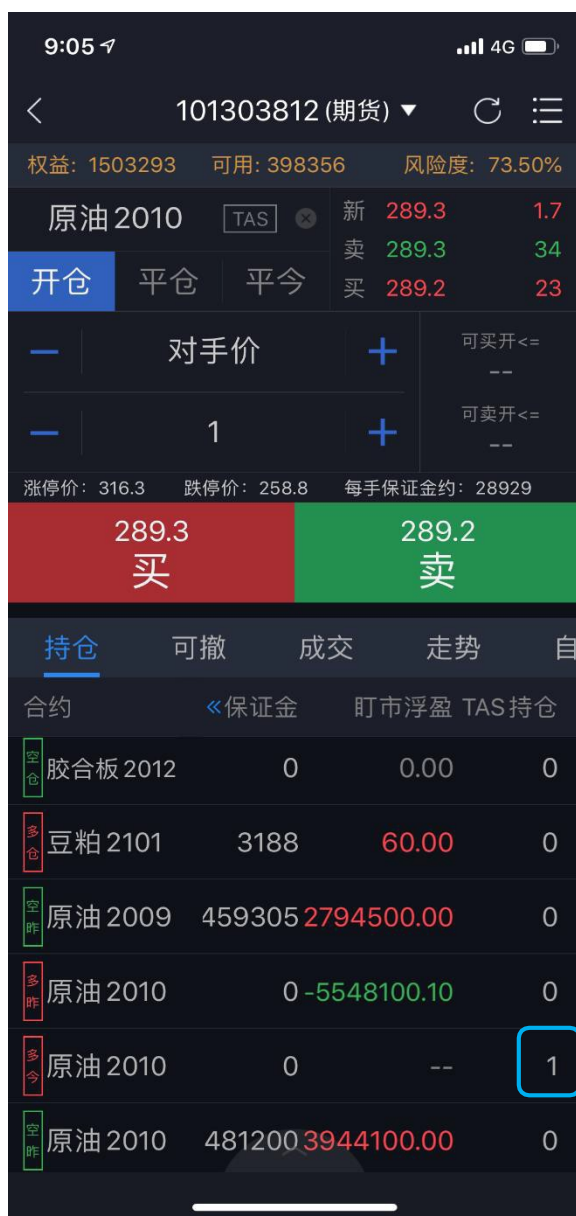 9:05 4G
101303812 (期货) ▼
权益: 1503293 可用: 398356 风险度: 73.50%
原油2010 TAS 新 289.3 1.7
卖 289.3 34
开仓 平仓 平今 买 289.2 23
— 对手价 + 可买开<=
--
— 1 + 可卖开<=
--
涨停价: 316.3 跌停价: 258.8 每手保证金约: 28929
289.3 289.2
买 卖
持仓 可撤 成交 走势 自
合约 «保证金 盯市浮盈 TAS持仓
空仓 胶合板2012 0 0.00 0
多仓 豆粕2101 3188 60.00 0
空昨 原油2009 459305 2794500.00 0
多昨 原油2010 0 -5548100.10 0
多今 原油2010 0 -- 1
空昨 原油2010 481200 3944100.00 0